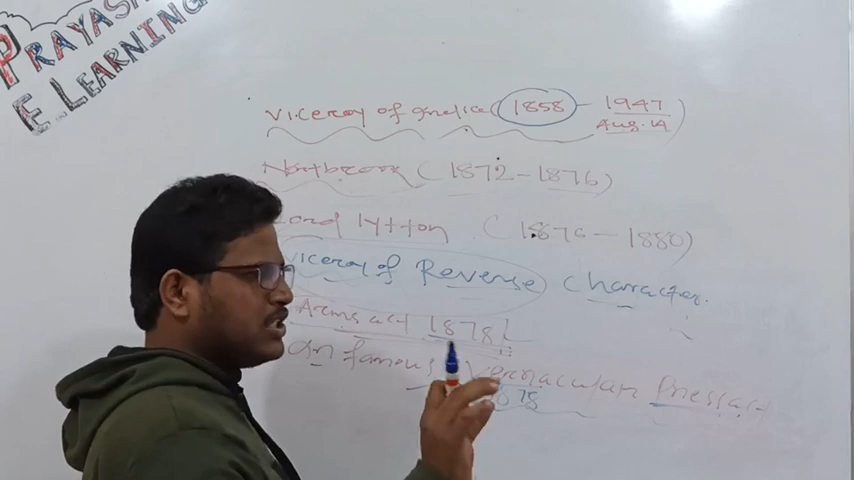 PRAYAS
E LEARNING
Viceroy of India (1858 - 1947
Aug. 14)
Northbrook (1872 - 1876)
Lord lytton (1876 - 1880)
Viceroy of Reverse Character.
Arms act 1878
In famous Vernacular Press act
1878